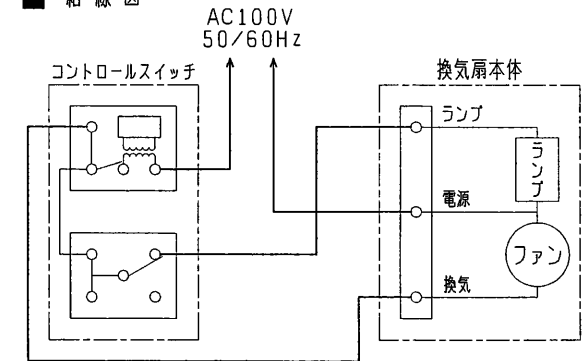 ■ 結線図
AC100V
50/60Hz
コントロールスイッチ
換気扇本体
ランプ
ランプ
電源
ファン
換気